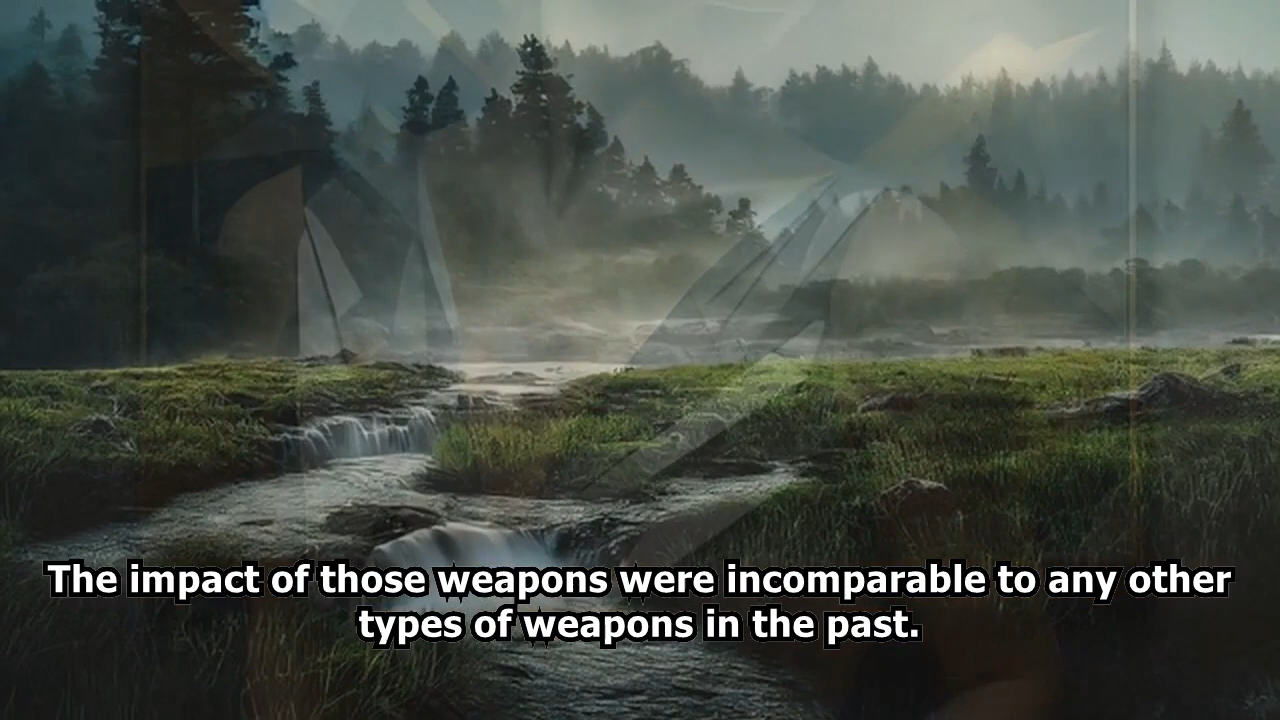 The impact of those weapons were incomparable to any other
types of weapons in the past.